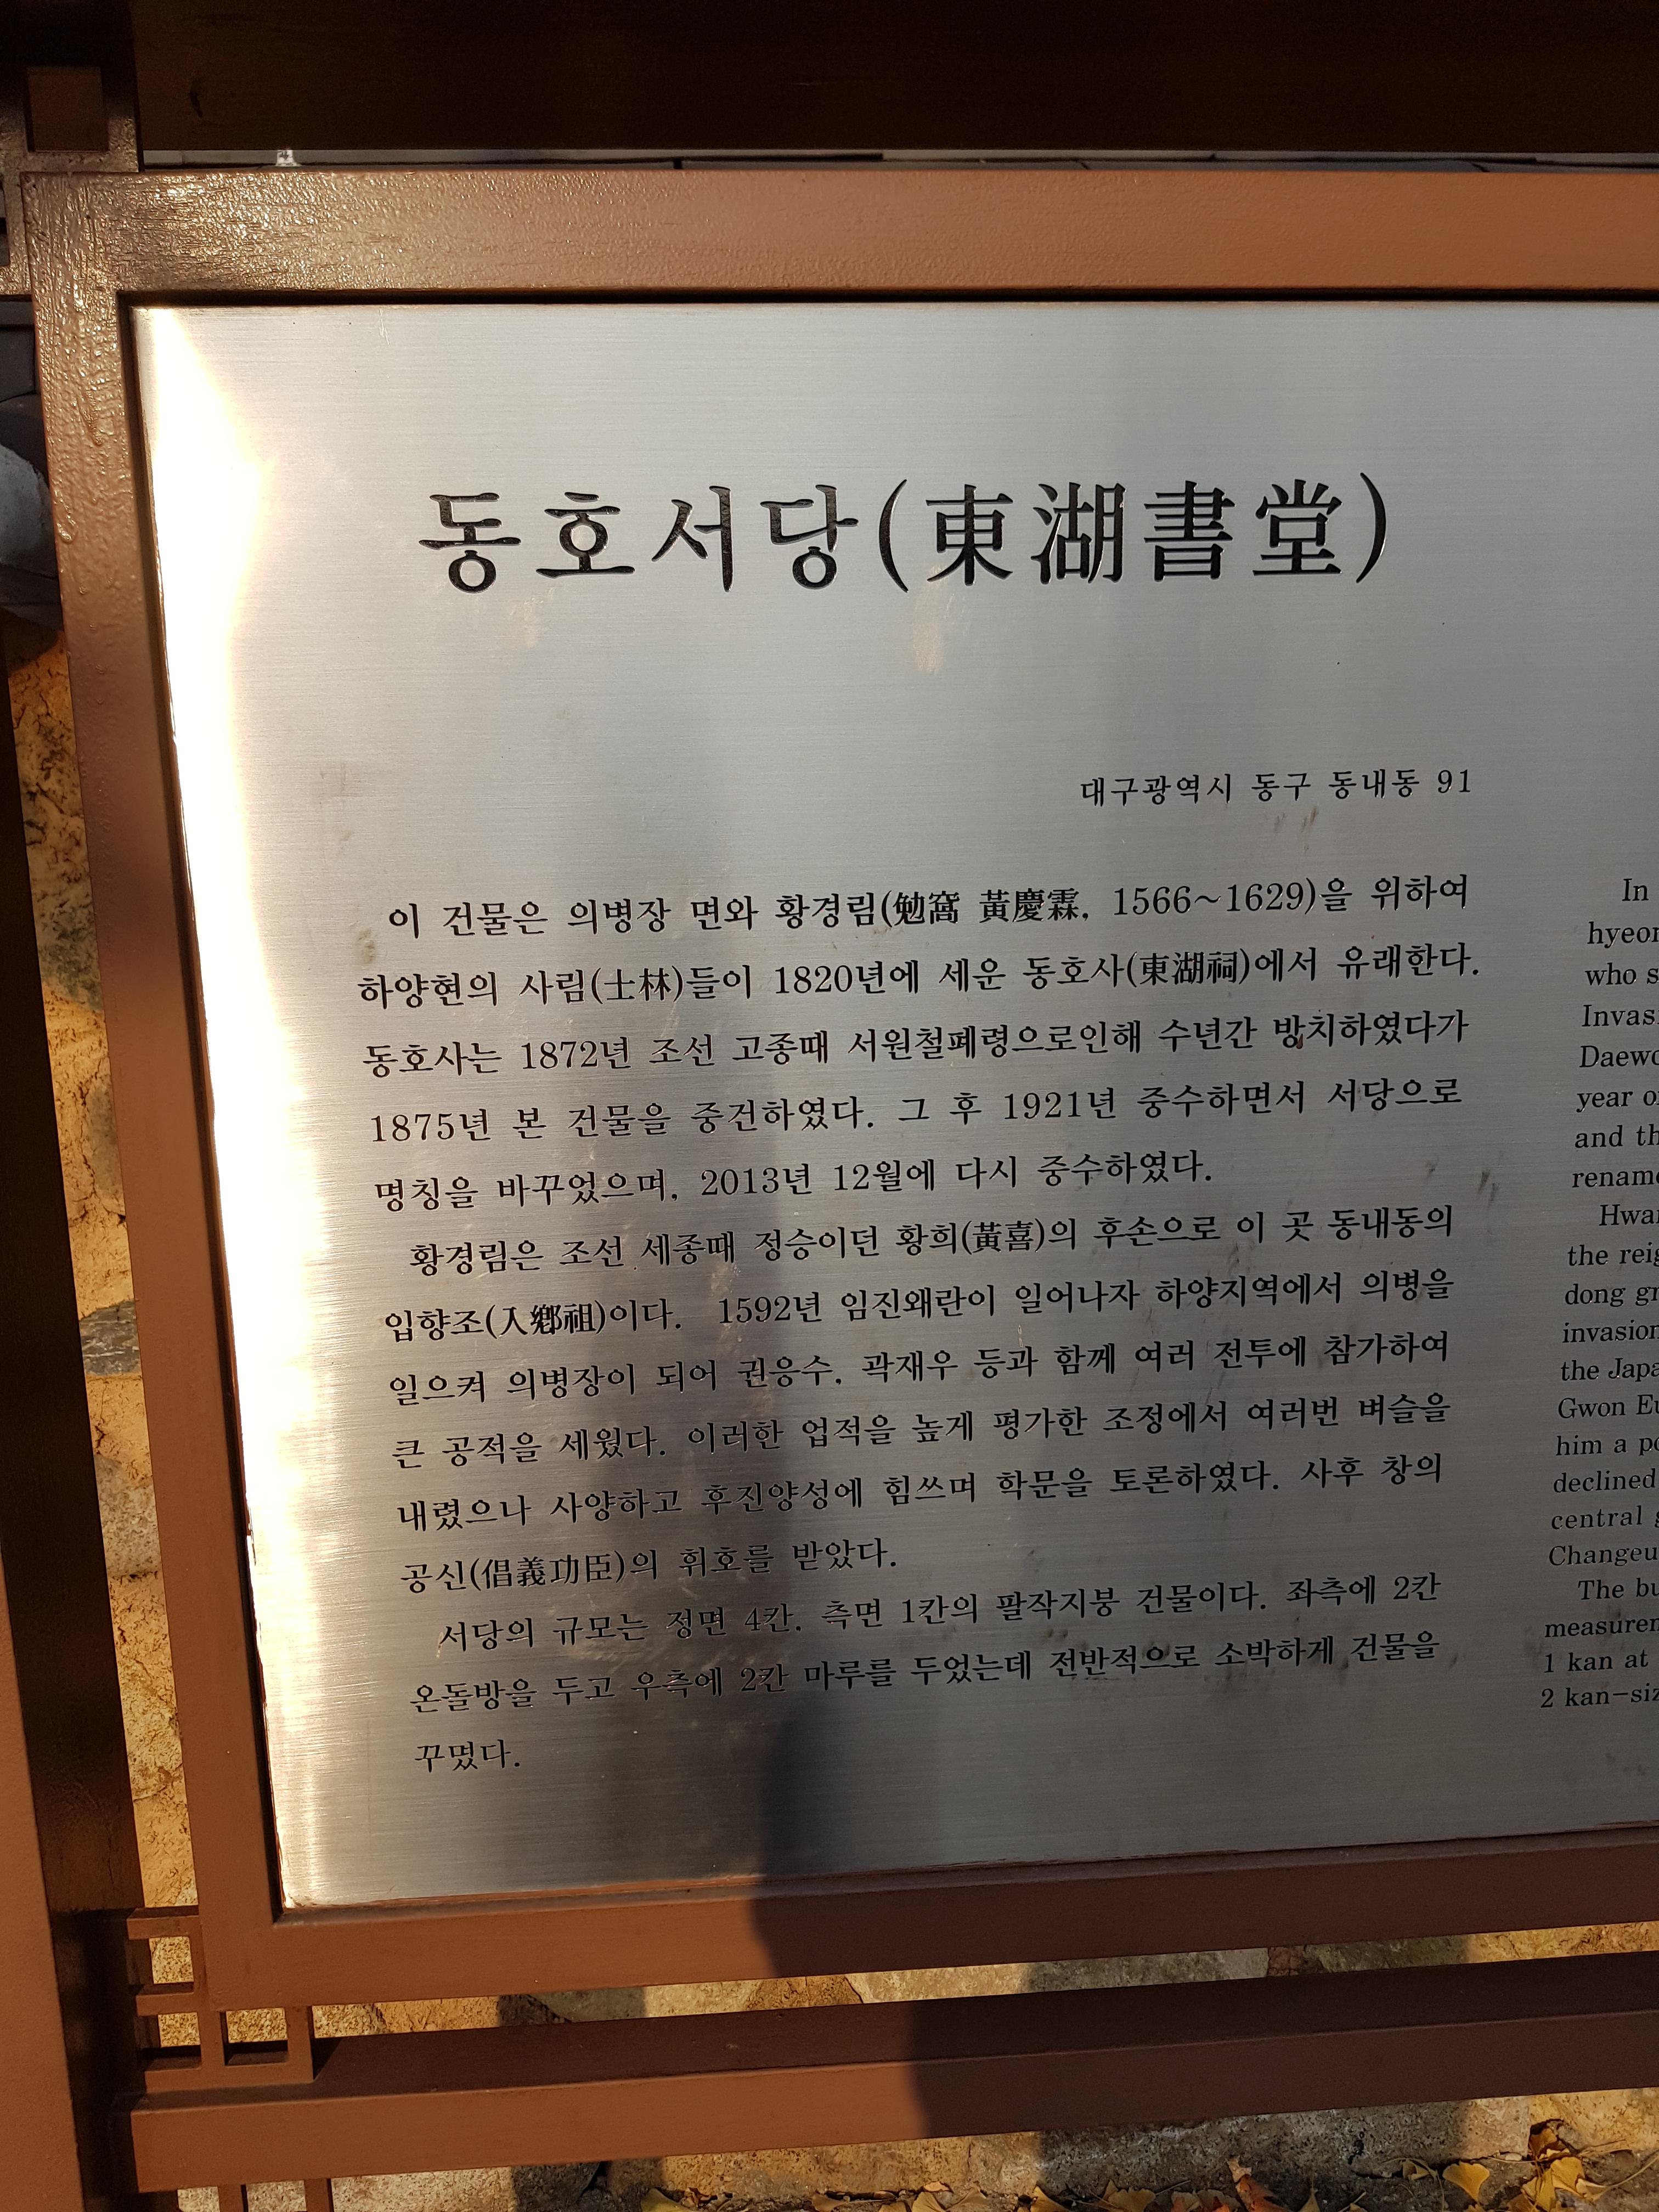 동호서당(東湖書堂)
대구광역시 동구 동내동 91
이 건물은 의병장 면와 황경림(勉窩 黃慶霖, 1566~1629)을 위하여
하양현의 사림(士林)들이 1820년에 세운 동호사(東湖祠)에서 유래한다.
동호사는 1872년 조선 고종때 서원철폐령으로인해 수년간 방치하였다가
1875년 본 건물을 중건하였다. 그 후 1921년 중수하면서 서당으로
명칭을 바꾸었으며, 2013년 12월에 다시 중수하였다.
황경림은 조선 세종때 정승이던 황희(黃喜)의 후손으로 이 곳 동내동의
입향조(入鄕祖)이다. 1592년 임진왜란이 일어나자 하양지역에서 의병을
일으켜 의병장이 되어 권응수, 곽재우 등과 함께 여러 전투에 참가하여
큰 공적을 세웠다. 이러한 업적을 높게 평가한 조정에서 여러번 벼슬을
내렸으나 사양하고 후진양성에 힘쓰며 학문을 토론하였다. 사후 창의
공신(倡義功臣)의 휘호를 받았다.
서당의 규모는 정면 4칸, 측면 1칸의 팔작지붕 건물이다. 좌측에 2칸
온돌방을 두고 우측에 2칸 마루를 두었는데 전반적으로 소박하게 건물을
꾸몄다.
In
hyeon
who s
Invas
Daewo
year o
and th
rename
Hwan
the reig
dong gr
invasion
the Japa
Gwon Eu
him a po
declined
central g
Changeu
The bu
measurem
1 kan at
2 kan-siz